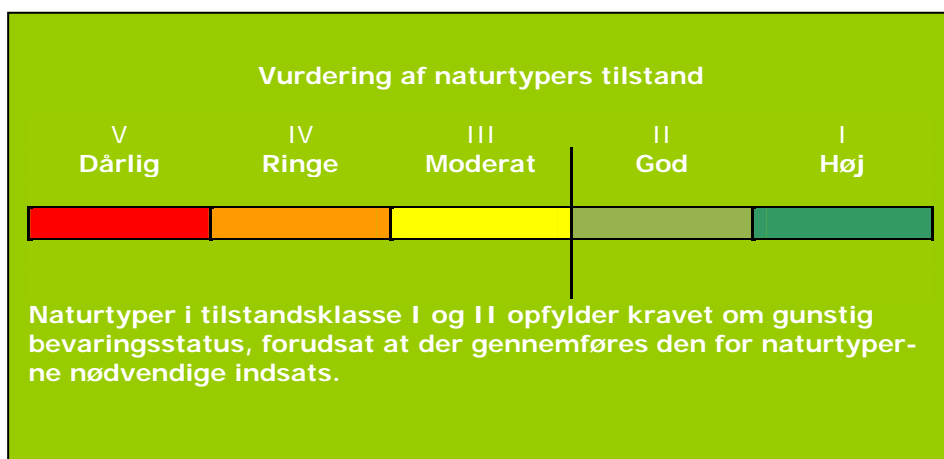 Vurdering af naturtypers tilstand
V IV III II I
Dårlig Ringe Moderat God Høj
Naturtyper i tilstandsklasse I og II opfylder kravet om gunstig
bevaringsstatus, forudsat at der gennemføres den for naturtyper-
ne nødvendige indsats.